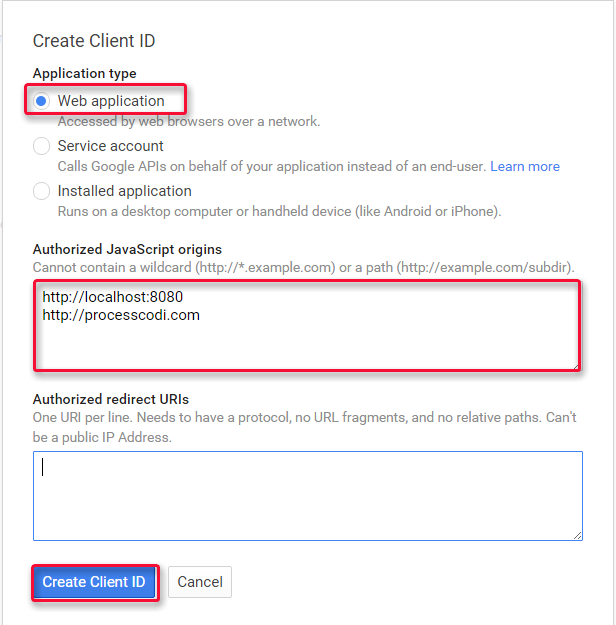 Create Client ID
Application type
Web application
Accessed by web browsers over a network.
Service account
Calls Google APIs on behalf of your application instead of an end-user. Learn more
Installed application
Runs on a desktop computer or handheld device (like Android or iPhone).
Authorized JavaScript origins
Cannot contain a wildcard (http://*.example.com) or a path (http://example.com/subdir).
http://localhost:8080
http://processcodi.com
Authorized redirect URIs
One URI per line. Needs to have a protocol, no URL fragments, and no relative paths. Can't
be a public IP Address.
Create Client ID Cancel